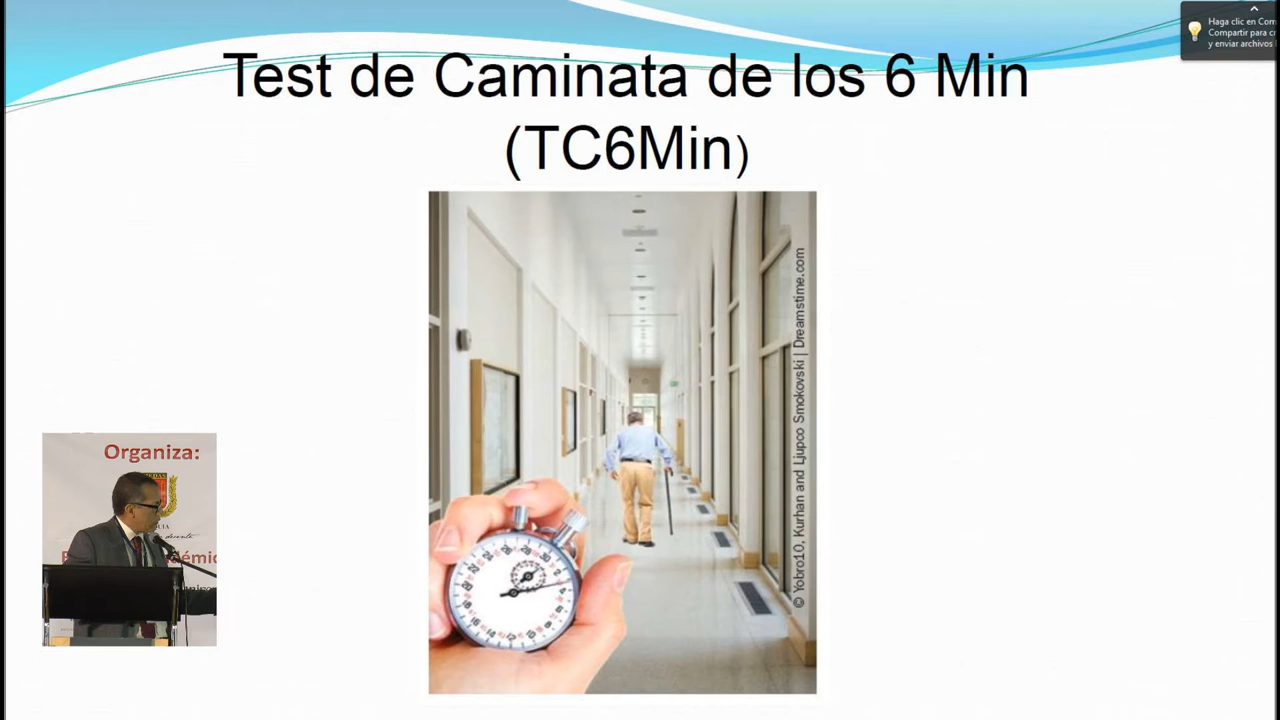 Test de Caminata de los 6 Min
(TC6Min)
Haga clic en Com
Compartir para c
y enviar archivos
© Yobro10, Kurhan and Ljupco Smokovski | Dreamstime.com
Organiza: